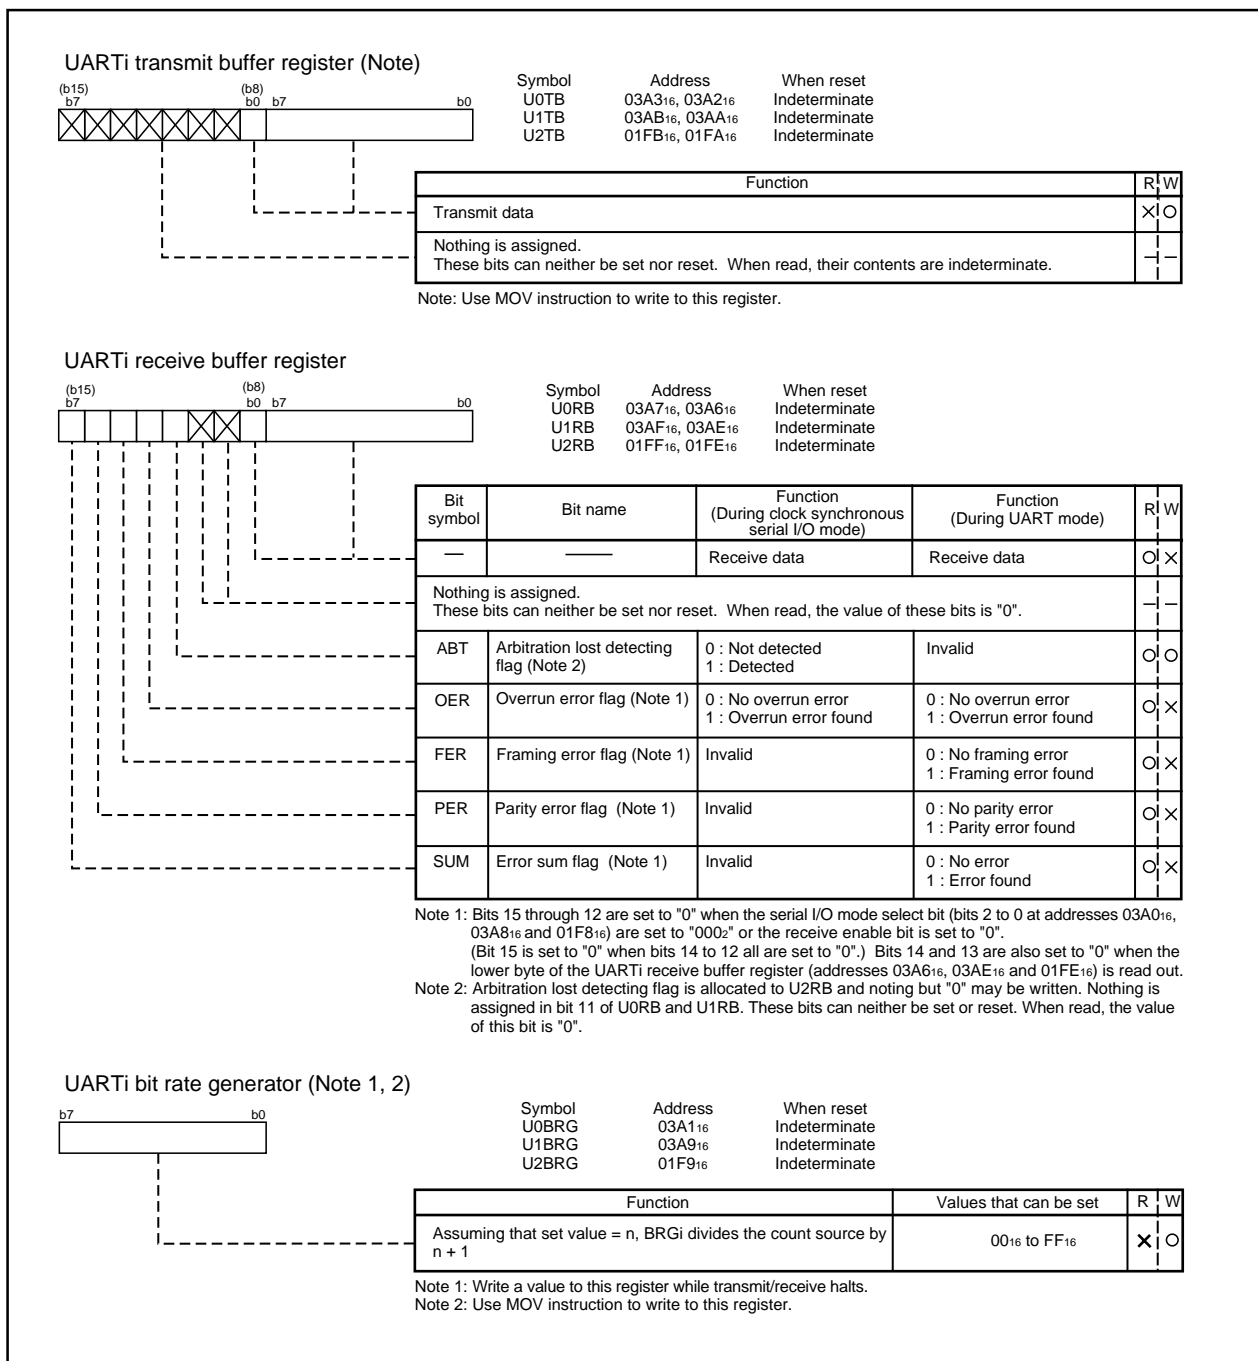 UARTi transmit buffer register (Note)
(b15) (b8)
b7 b0 b7 b0
Symbol Address When reset
U0TB 03A316, 03A216 Indeterminate
U1TB 03AB16, 03AA16 Indeterminate
U2TB 01FB16, 01FA16 Indeterminate
Function R W
Transmit data × ○
Nothing is assigned.
These bits can neither be set nor reset. When read, their contents are indeterminate. — —
Note: Use MOV instruction to write to this register.
UARTi receive buffer register
(b15) (b8)
b7 b0 b7 b0
Symbol Address When reset
U0RB 03A716, 03A616 Indeterminate
U1RB 03AF16, 03AE16 Indeterminate
U2RB 01FF16, 01FE16 Indeterminate
Bit symbol Bit name Function (During clock synchronous serial I/O mode) Function (During UART mode) R W
— — Receive data Receive data ○ ×
Nothing is assigned.
These bits can neither be set nor reset. When read, the value of these bits is "0". — —
ABT Arbitration lost detecting 0 : Not detected Invalid ○ ○
flag (Note 2) 1 : Detected
OER Overrun error flag (Note 1) 0 : No overrun error 0 : No overrun error ○ ×
1 : Overrun error found 1 : Overrun error found
FER Framing error flag (Note 1) Invalid 0 : No framing error ○ ×
1 : Framing error found
PER Parity error flag (Note 1) Invalid 0 : No parity error ○ ×
1 : Parity error found
SUM Error sum flag (Note 1) Invalid 0 : No error ○ ×
1 : Error found
Note 1: Bits 15 through 12 are set to "0" when the serial I/O mode select bit (bits 2 to 0 at addresses 03A016,
03A816 and 01F816) are set to "0002" or the receive enable bit is set to "0".
(Bit 15 is set to "0" when bits 14 to 12 all are set to "0".) Bits 14 and 13 are also set to "0" when the
lower byte of the UARTi receive buffer register (addresses 03A616, 03AE16 and 01FE16) is read out.
Note 2: Arbitration lost detecting flag is allocated to U2RB and noting but "0" may be written. Nothing is
assigned in bit 11 of U0RB and U1RB. These bits can neither be set or reset. When read, the value
of this bit is "0".
UARTi bit rate generator (Note 1, 2)
b7 b0
Symbol Address When reset
U0BRG 03A116 Indeterminate
U1BRG 03A916 Indeterminate
U2BRG 01F916 Indeterminate
Function Values that can be set R W
Assuming that set value = n, BRGi divides the count source by 0016 to FF16 × ○
n + 1
Note 1: Write a value to this register while transmit/receive halts.
Note 2: Use MOV instruction to write to this register.